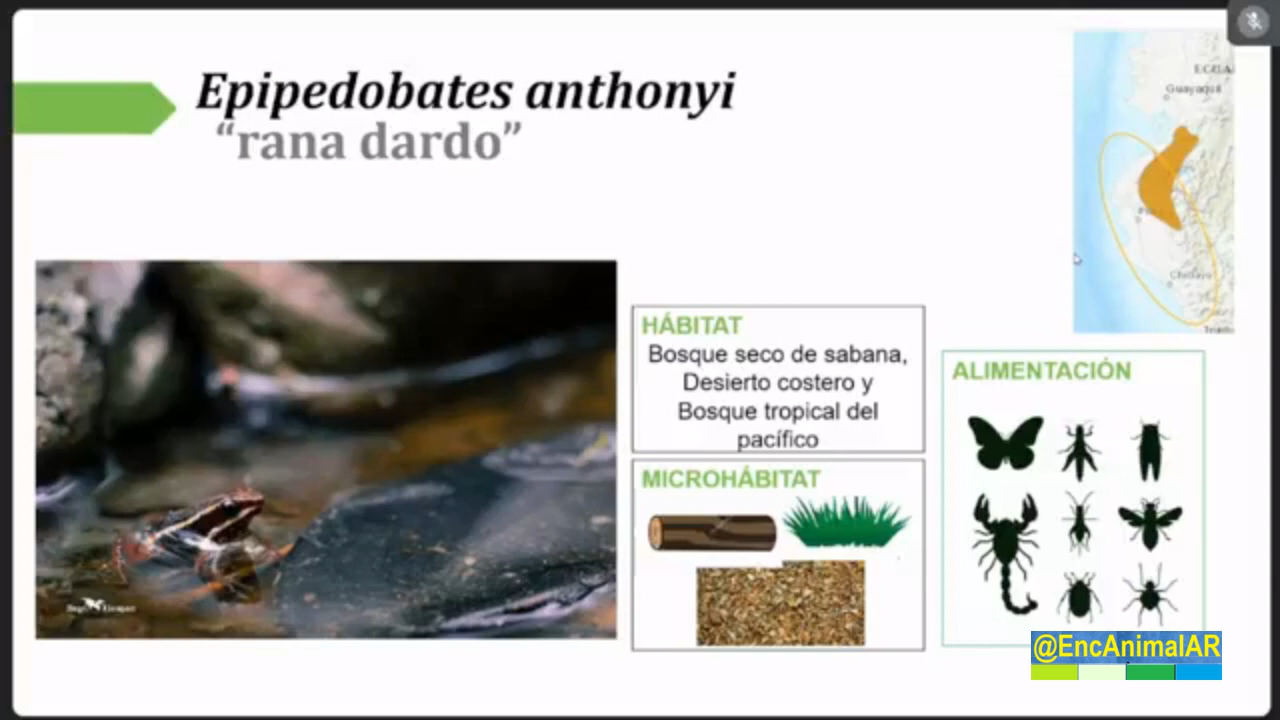 Epipedobates anthonyi
“rana dardo”
Guayaquil
HÁBITAT
Bosque seco de sabana,
Desierto costero y
Bosque tropical del
pacífico
MICROHÁBITAT
ALIMENTACIÓN
@EncAnimalAR